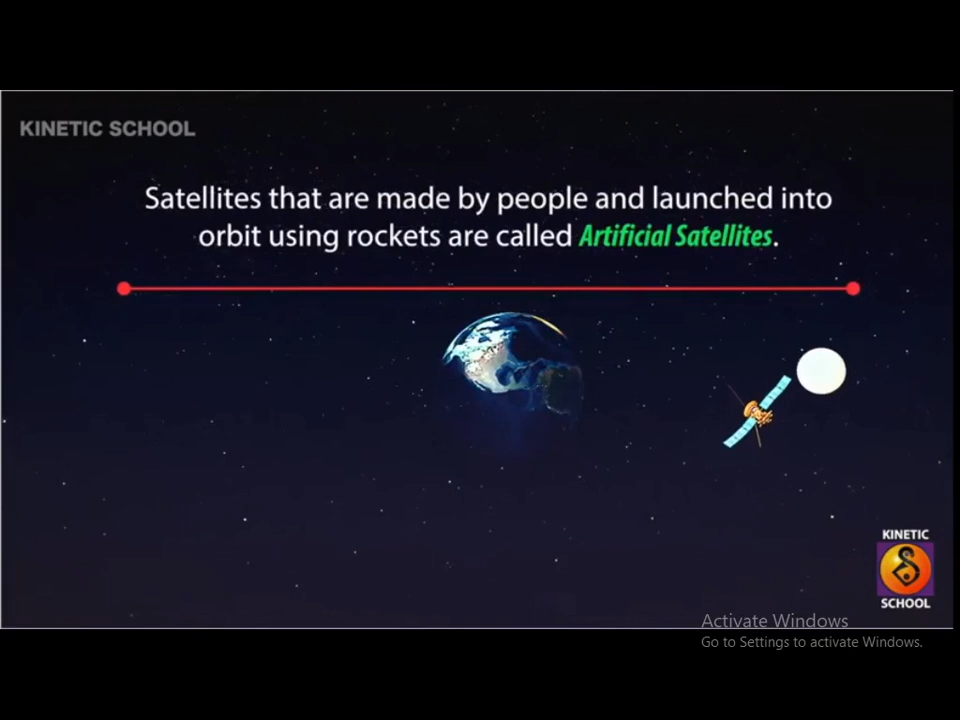 KINETIC SCHOOL
Satellites that are made by people and launched into
orbit using rockets are called Artificial Satellites.
KINETIC
SCHOOL
Activate Windows
Go to Settings to activate Windows.